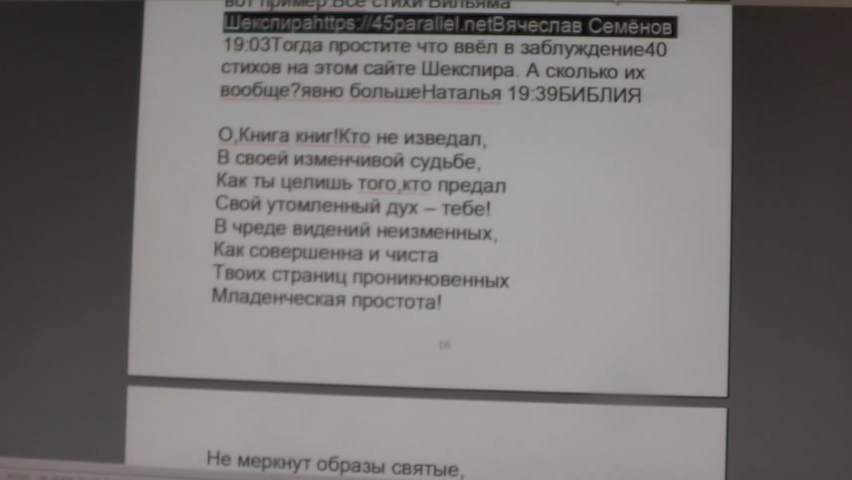 вот пример Все стихи Вильяма
Шекспираhttps://45parallel.netВячеслав Семёнов
19:03Тогда простите что ввёл в заблуждение40
стихов на этом сайте Шекспира. А сколько их
вообще?явно большеНаталья 19:39БИБЛИЯ
О,Книга книг!Кто не изведал,
В своей изменчивой судьбе,
Как ты целишь того,кто предал
Свой утомленный дух – тебе!
В чреде видений неизменных,
Как совершенна и чиста
Твоих страниц проникновенных
Младенческая простота!
16
Не меркнут образы святые,